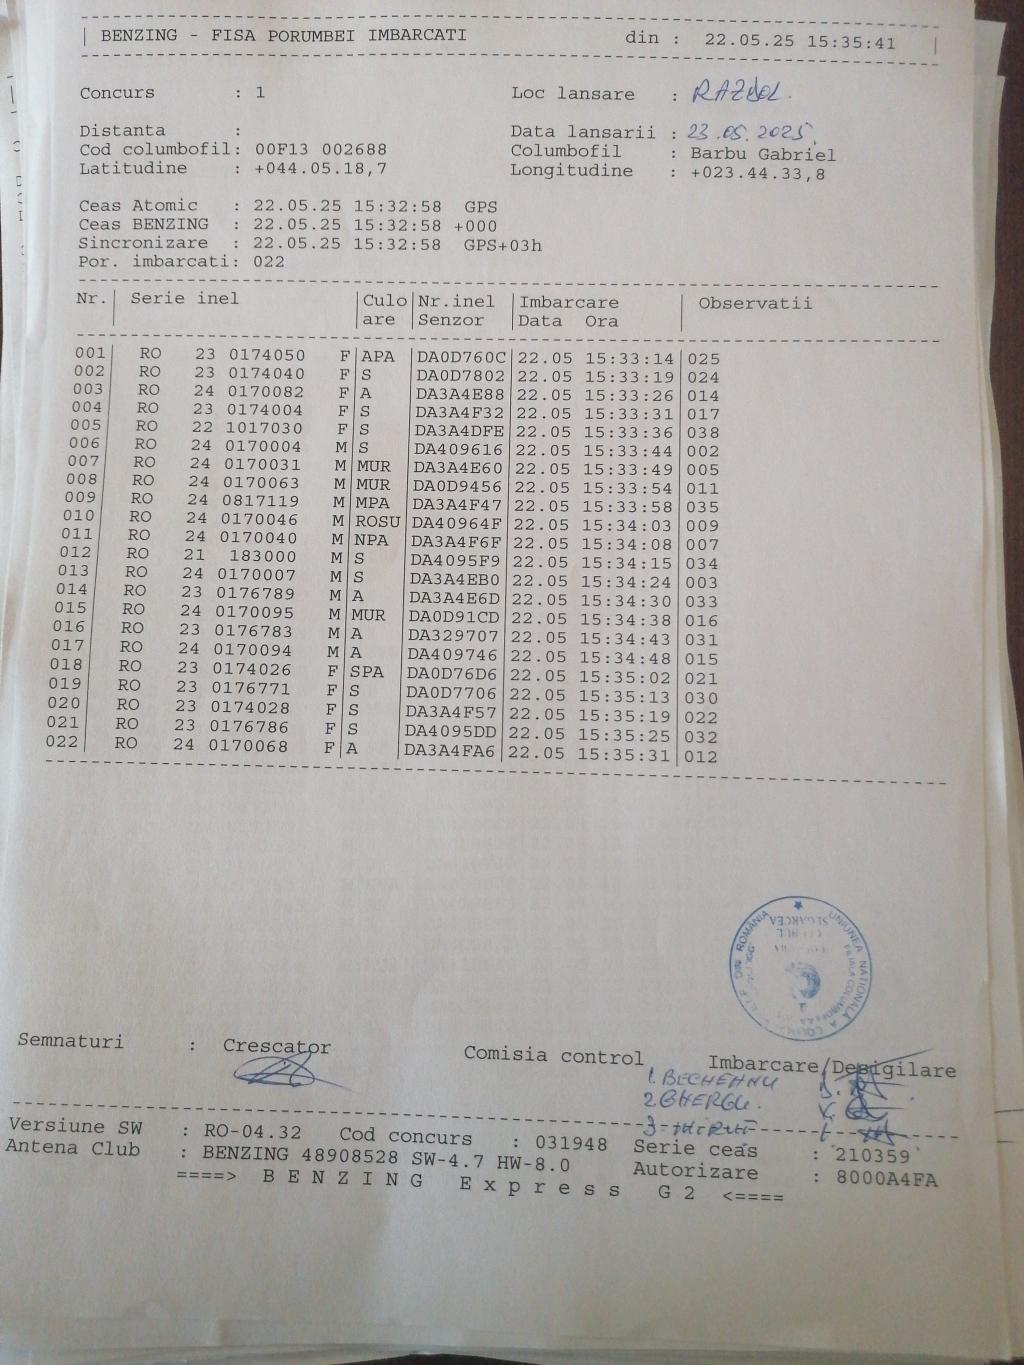 BENZING - FISA PORUMBEI IMBARCATI din : 22.05.25 15:35:41
Concurs : 1 Loc lansare : RAZBOL.
Distanta : Data lansarii : 23.05.2025,
Cod columbofil: 00F13 002688 Columbofil : Barbu Gabriel
Latitudine : +044.05.18,7 Longitudine : +023.44.33,8
Ceas Atomic : 22.05.25 15:32:58 GPS
Ceas BENZING : 22.05.25 15:32:58 +000
Sincronizare : 22.05.25 15:32:58 GPS+03h
Por. imbarcati: 022
Nr. Serie inel Culo Nr.inel Imbarcare Observatii
are Senzor Data Ora
001 RO 23 0174050 F APA DA0D760C 22.05 15:33:14 025
002 RO 23 0174040 F S DA0D7802 22.05 15:33:19 024
003 RO 24 0170082 F A DA3A4E88 22.05 15:33:26 014
004 RO 23 0174004 F S DA3A4F32 22.05 15:33:31 017
005 RO 22 1017030 F S DA3A4DFE 22.05 15:33:36 038
006 RO 24 0170004 M S DA409616 22.05 15:33:44 002
007 RO 24 0170031 M MUR DA3A4E60 22.05 15:33:49 005
008 RO 24 0170063 M MUR DA0D9456 22.05 15:33:54 011
009 RO 24 0817119 M MPA DA3A4F47 22.05 15:33:58 035
010 RO 24 0170046 M ROSU DA40964F 22.05 15:34:03 009
011 RO 24 0170040 M NPA DA3A4F6F 22.05 15:34:08 007
012 RO 21 183000 M S DA4095F9 22.05 15:34:15 034
013 RO 24 0170007 M S DA3A4EB0 22.05 15:34:24 003
014 RO 23 0176789 M A DA3A4E6D 22.05 15:34:30 033
015 RO 24 0170095 M MUR DA0D91CD 22.05 15:34:38 016
016 RO 23 0176783 M A DA329707 22.05 15:34:43 031
017 RO 24 0170094 M A DA409746 22.05 15:34:48 015
018 RO 23 0174026 F SPA DA0D76D6 22.05 15:35:02 021
019 RO 23 0176771 F S DA0D7706 22.05 15:35:13 030
020 RO 23 0174028 F S DA3A4F57 22.05 15:35:19 022
021 RO 23 0176786 F S DA4095DD 22.05 15:35:25 032
022 RO 24 0170068 F A DA3A4FA6 22.05 15:35:31 012
UNIUNEA NATIONALA A DIN ROMÂNIA
FILIALA
SEGARCEA
Semnaturi : Crescator Comisia control Imbarcare/Desigilare
1. BECHEANU
2. GHERGU.
3-
Versiune SW : RO-04.32 Cod concurs : 031948 Serie ceas : 210359
Antena Club : BENZING 48908528 SW-4.7 HW-8.0 Autorizare : 8000A4FA
====> B E N Z I N G E x p r e s s G 2 <====